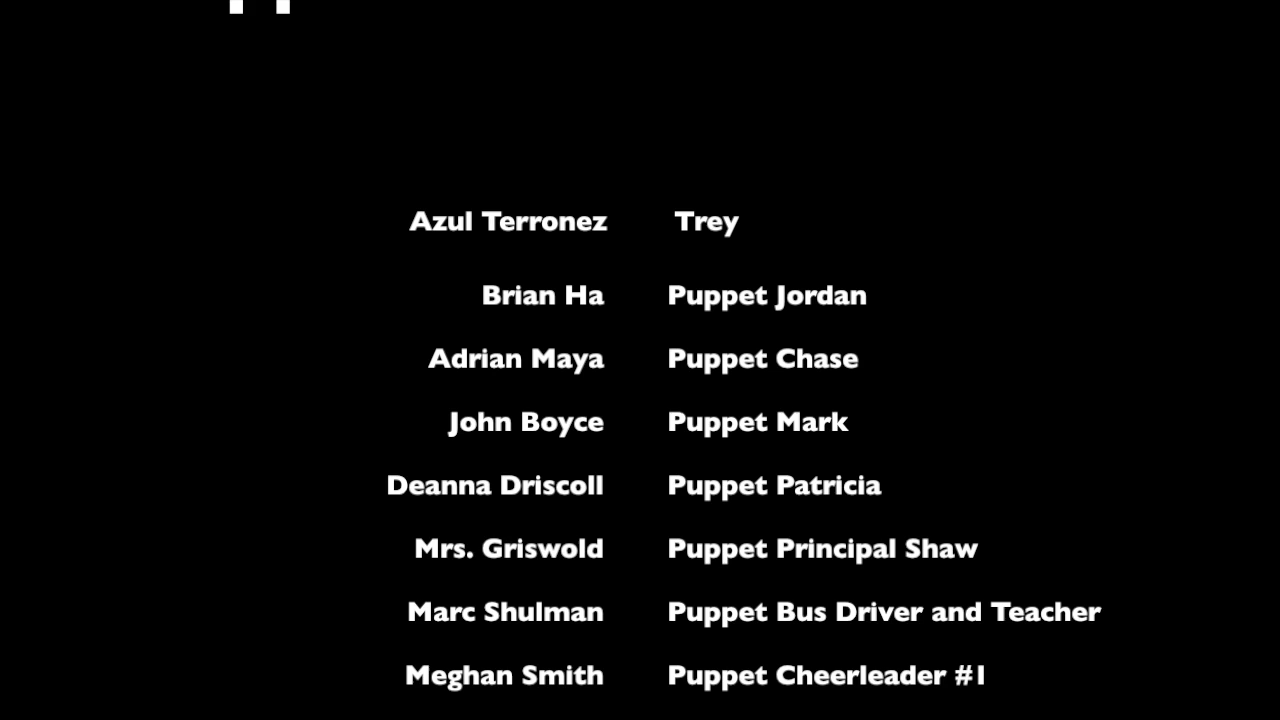 Azul Terronez Trey
Brian Ha Puppet Jordan
Adrian Maya Puppet Chase
John Boyce Puppet Mark
Deanna Driscoll Puppet Patricia
Mrs. Griswold Puppet Principal Shaw
Marc Shulman Puppet Bus Driver and Teacher
Meghan Smith Puppet Cheerleader #1